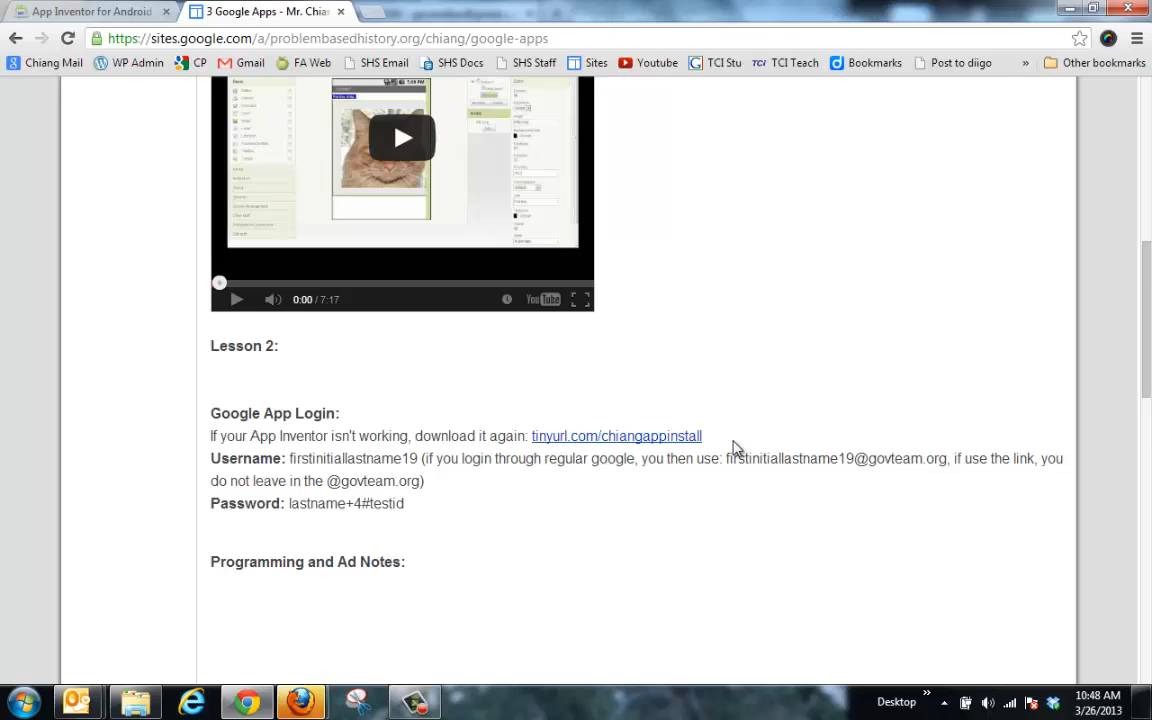 App Inventor for Android
3 Google Apps - Mr. Chiar
https://sites.google.com/a/problembasedhistory.org/chiang/google-apps
Chiang Mail
WP Admin
CP
Gmail
FA Web
SHS Email
SHS Docs
SHS Staff
Sites
Youtube
TCI Stu
TCI TCI Teach
Bookmarks
Post to diigo
»
Other bookmarks
0:00 / 7:17
YouTube
Lesson 2:
Google App Login:
If your App Inventor isn't working, download it again: tinyurl.com/chiangappinstall
Username: firstinitiallastname19 (if you login through regular google, you then use: firstinitiallastname19@govteam.org, if use the link, you
do not leave in the @govteam.org)
Password: lastname+4#testid
Programming and Ad Notes:
Desktop
»
10:48 AM
3/26/2013